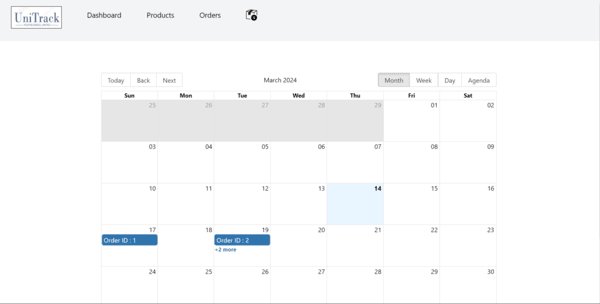 UniTrack
Dashboard Products Orders
Today Back Next March 2024 Month Week Day Agenda
Sun Mon Tue Wed Thu Fri Sat
25 26 27 28 29 01 02
03 04 05 06 07 08 09
10 11 12 13 14 15 16
17 18 19 20 21 22 23
Order ID : 1 Order ID : 2
+2 more
24 25 26 27 28 29 30